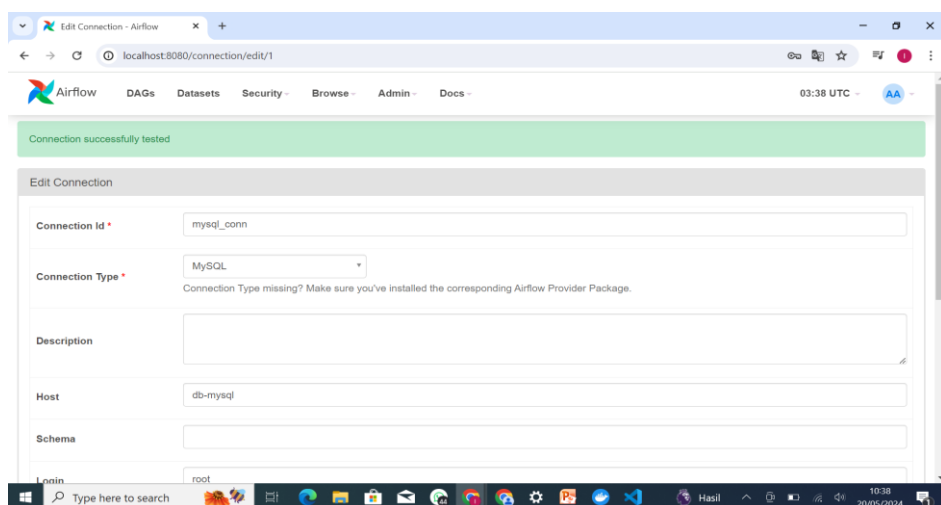 Edit Connection - Airflow
localhost:8080/connection/edit/1
Airflow DAGs Datasets Security Browse Admin Docs 03:38 UTC AA
Connection successfully tested
Edit Connection
Connection Id *
mysql_conn
Connection Type *
MySQL
Connection Type missing? Make sure you've installed the corresponding Airflow Provider Package.
Description
Host
db-mysql
Schema
Login
root
Type here to search
Hasil
10:38
20/05/2024